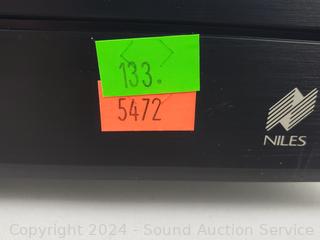 133.
5472
NILES
Copyright 2024 - Sound Auction Service